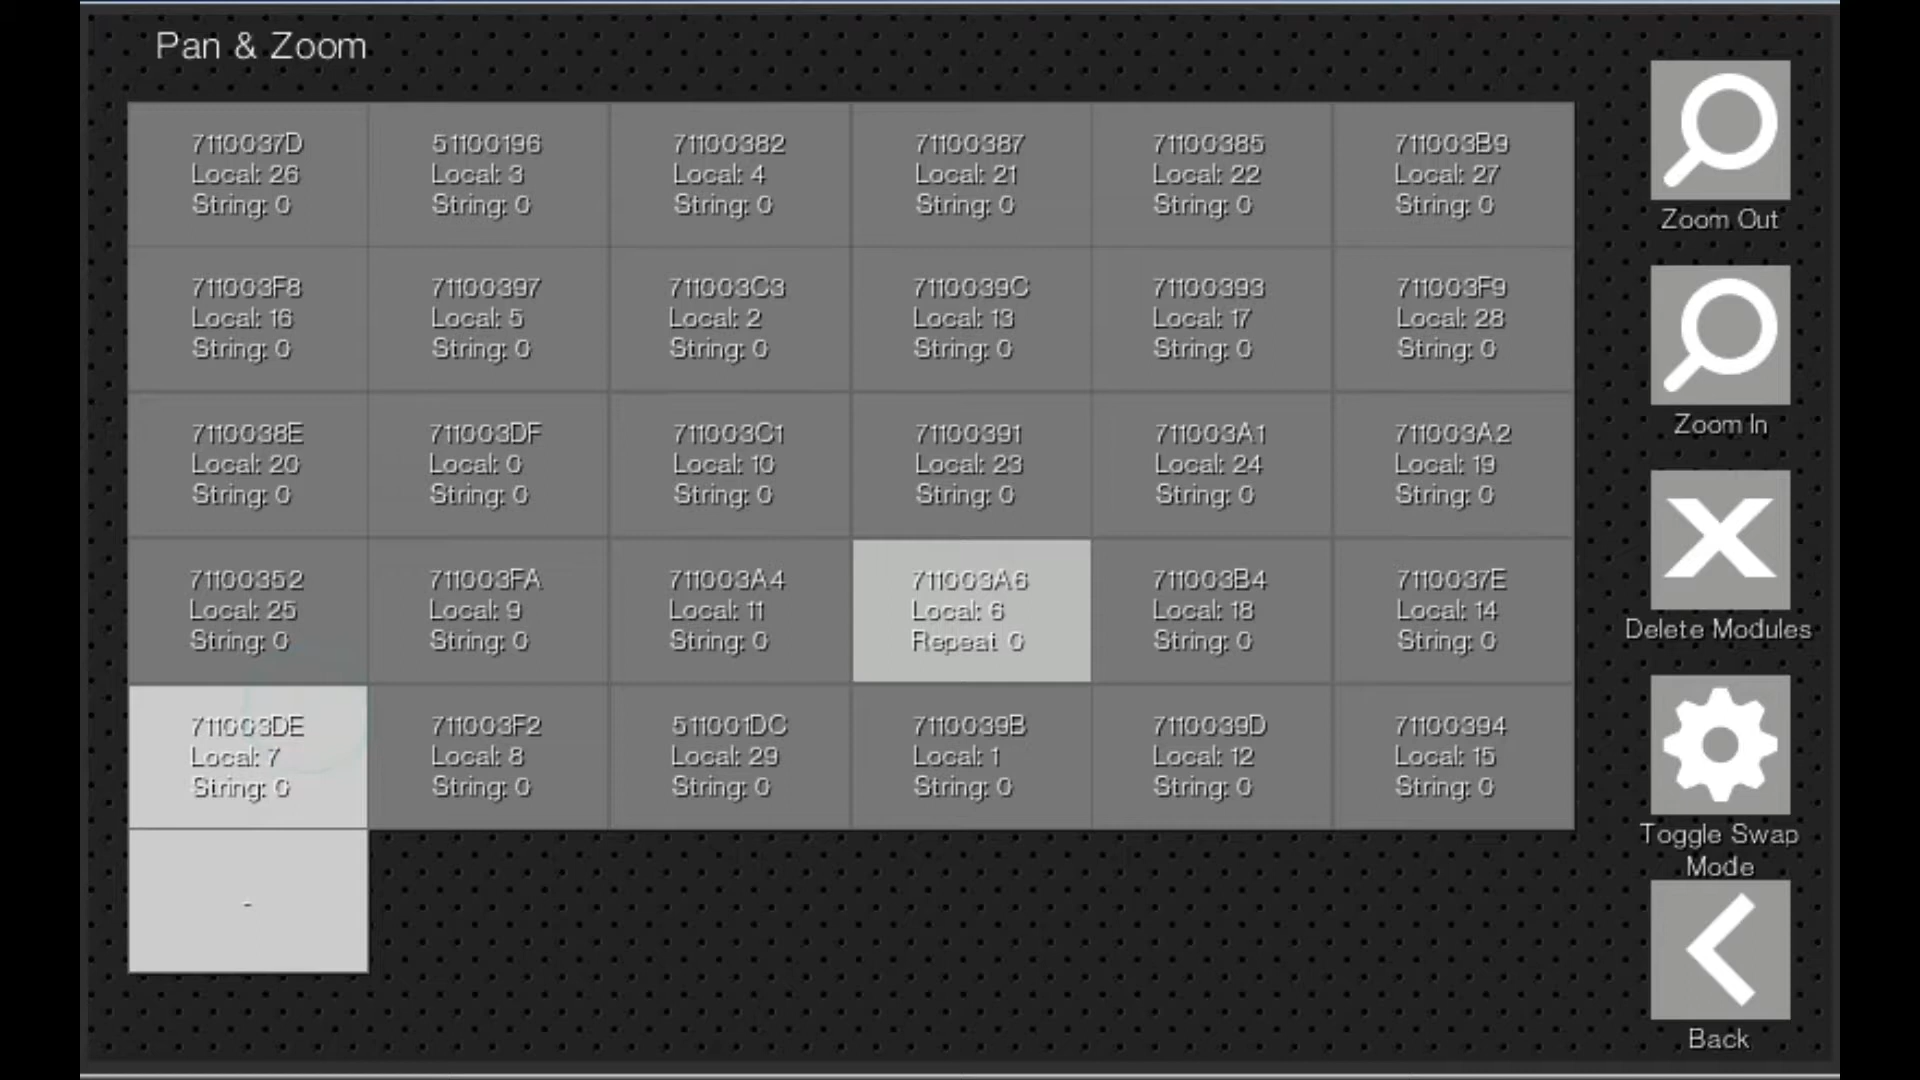 Pan & Zoom
7110037D
Local: 26
String: 0
51100196
Local: 3
String: 0
71100382
Local: 4
String: 0
71100387
Local: 21
String: 0
71100385
Local: 22
String: 0
711003B9
Local: 27
String: 0
711003F8
Local: 16
String: 0
71100397
Local: 5
String: 0
711003C3
Local: 2
String: 0
7110039C
Local: 13
String: 0
71100393
Local: 17
String: 0
711003F9
Local: 28
String: 0
7110038E
Local: 20
String: 0
711003DF
Local: 0
String: 0
711003C1
Local: 10
String: 0
71100391
Local: 23
String: 0
711003A1
Local: 24
String: 0
711003A2
Local: 19
String: 0
71100352
Local: 25
String: 0
711003FA
Local: 9
String: 0
711003A4
Local: 11
String: 0
711003A6
Local: 6
Repeat 0
711003B4
Local: 18
String: 0
7110037E
Local: 14
String: 0
711003DE
Local: 7
String: 0
711003F2
Local: 8
String: 0
511001DC
Local: 29
String: 0
7110039B
Local: 1
String: 0
7110039D
Local: 12
String: 0
71100394
Local: 15
String: 0
-
Zoom Out
Zoom In
Delete Modules
Toggle Swap
Mode
Back